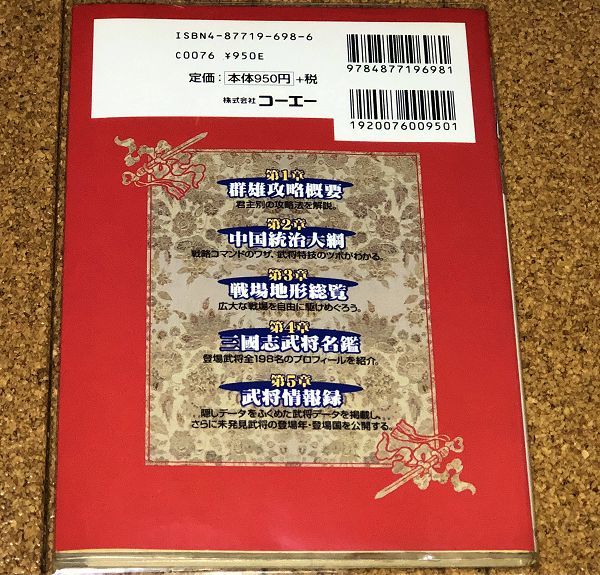 ISBN4-87719-698-6
C0076 ¥950E
定価：本体950円＋税
株式会社 コーエー
9784877196981
1920076009501
第1章
群雄攻略概要
君主別の攻略法を解説。
第2章
中国統治大綱
戦略コマンドのワザ、武将特技のツボがわかる。
第3章
戦場地形総覧
広大な戦場を自由に駆けめぐろう。
第4章
三國志武将名鑑
登場武将全198名のプロフィールを紹介。
第5章
武将情報録
隠しデータをふくめた武将データを掲載し、
さらに未発見武将の登場年・登場国を公開する。